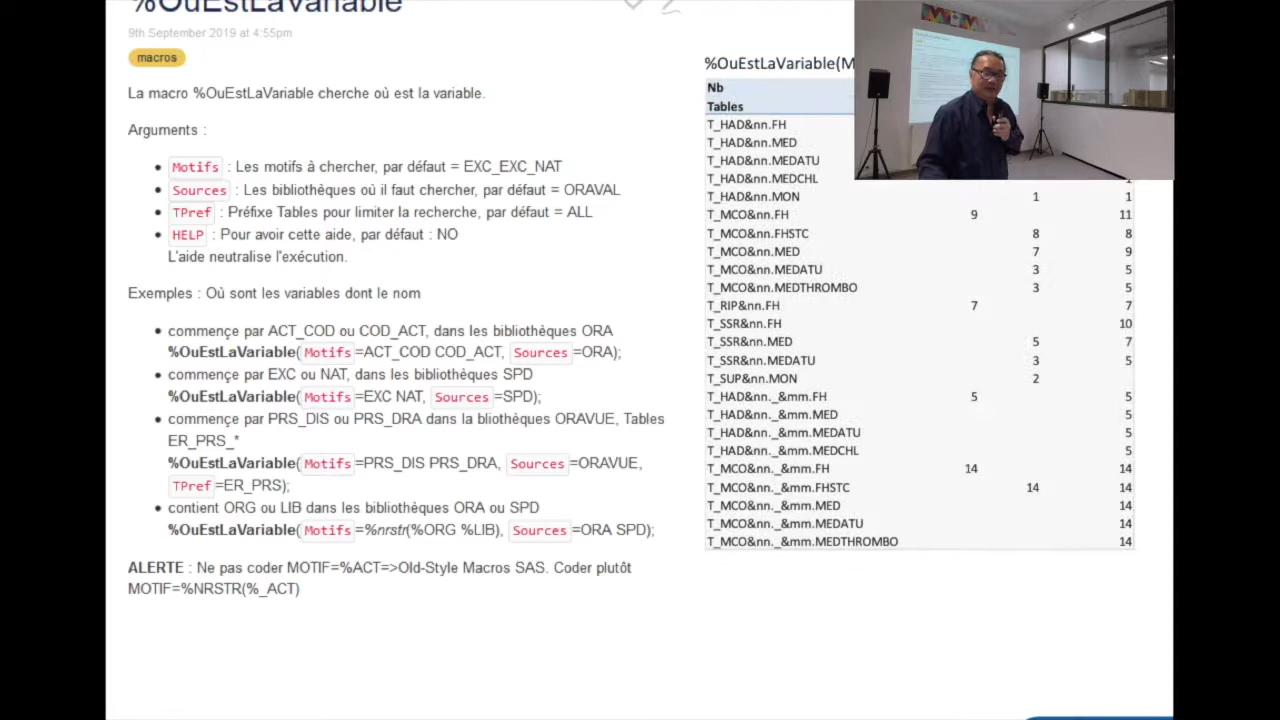 %OuEstLaVariable
9th September 2019 at 4:55pm
macros
La macro %OuEstLaVariable cherche où est la variable.
Arguments :
• Motifs : Les motifs à chercher, par défaut = EXC_EXC_NAT
• Sources : Les bibliothèques où il faut chercher, par défaut = ORAVAL
• TPref : Préfixe Tables pour limiter la recherche, par défaut = ALL
• HELP : Pour avoir cette aide, par défaut : NO
L'aide neutralise l'exécution.
Exemples : Où sont les variables dont le nom
• commençe par ACT_COD ou COD_ACT, dans les bibliothèques ORA
%OuEstLaVariable(Motifs=ACT_COD COD_ACT, Sources=ORA);
• commençe par EXC ou NAT, dans les bibliothèques SPD
%OuEstLaVariable(Motifs=EXC NAT, Sources=SPD);
• commençe par PRS_DIS ou PRS_DRA dans la bliothèques ORAVUE, Tables
ER_PRS_*
%OuEstLaVariable(Motifs=PRS_DIS PRS_DRA, Sources=ORAVUE,
TPref=ER_PRS);
• contient ORG ou LIB dans les bibliothèques ORA ou SPD
%OuEstLaVariable(Motifs=%nrstr(%ORG %LIB), Sources=ORA SPD);
ALERTE : Ne pas coder MOTIF=%ACT=>Old-Style Macros SAS. Coder plutôt
MOTIF=%NRSTR(%_ACT)
%OuEstLaVariable(M
Nb
Tables
T_HAD&nn.FH
T_HAD&nn.MED
T_HAD&nn.MEDATU
T_HAD&nn.MEDCHL 1
T_HAD&nn.MON 1 1
T_MCO&nn.FH 9 11
T_MCO&nn.FHSTC 8 8
T_MCO&nn.MED 7 9
T_MCO&nn.MEDATU 3 5
T_MCO&nn.MEDTHROMBO 3 5
T_RIP&nn.FH 7 7
T_SSR&nn.FH 10
T_SSR&nn.MED 5 7
T_SSR&nn.MEDATU 3 5
T_SUP&nn.MON 2
T_HAD&nn._&mm.FH 5 5
T_HAD&nn._&mm.MED 5
T_HAD&nn._&mm.MEDATU 5
T_HAD&nn._&mm.MEDCHL 5
T_MCO&nn._&mm.FH 14 14
T_MCO&nn._&mm.FHSTC 14 14
T_MCO&nn._&mm.MED 14
T_MCO&nn._&mm.MEDATU 14
T_MCO&nn._&mm.MEDTHROMBO 14